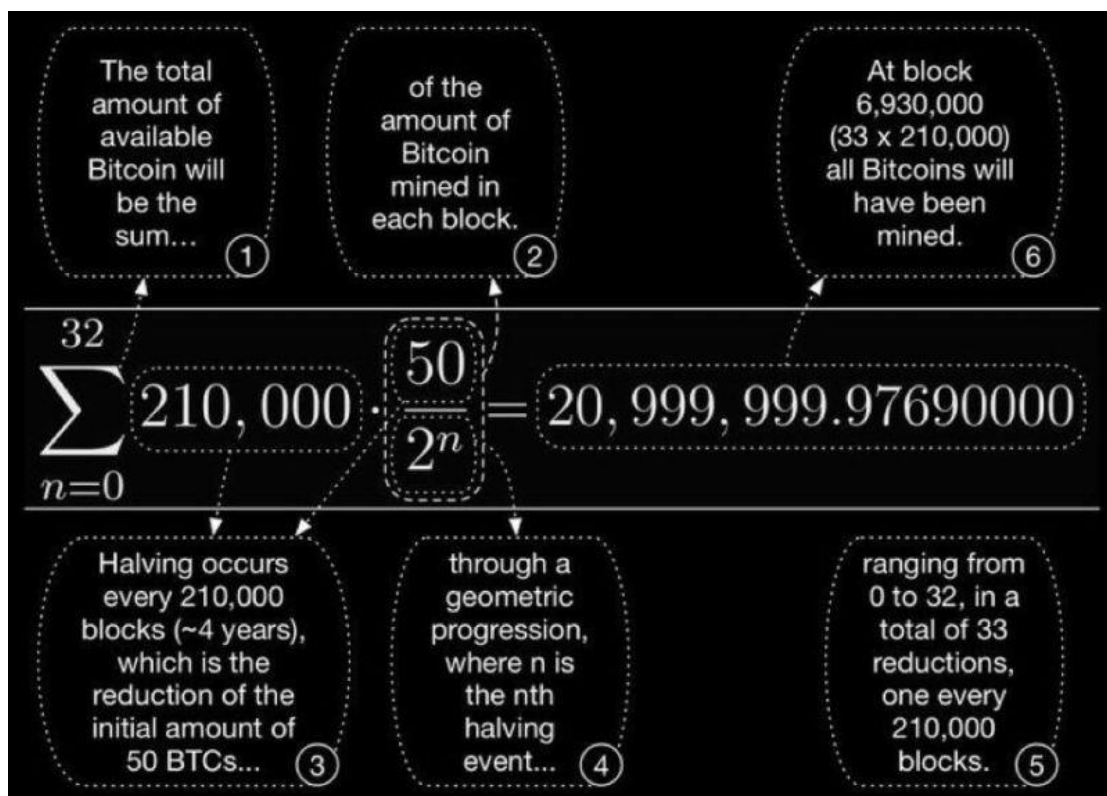 The total
amount of
available
Bitcoin will
be the
sum...
1
of the
amount of
Bitcoin
mined in
each block.
2
At block
6,930,000
(33 x 210,000)
all Bitcoins will
have been
mined.
6
32
∑ 210,000 · 50/2ⁿ = 20,999,999.97690000
n=0
Halving occurs
every 210,000
blocks (~4 years),
which is the
reduction of the
initial amount of
50 BTCs...
3
through a
geometric
progression,
where n is
the nth
halving
event...
4
ranging from
0 to 32, in a
total of 33
reductions,
one every
210,000
blocks.
5